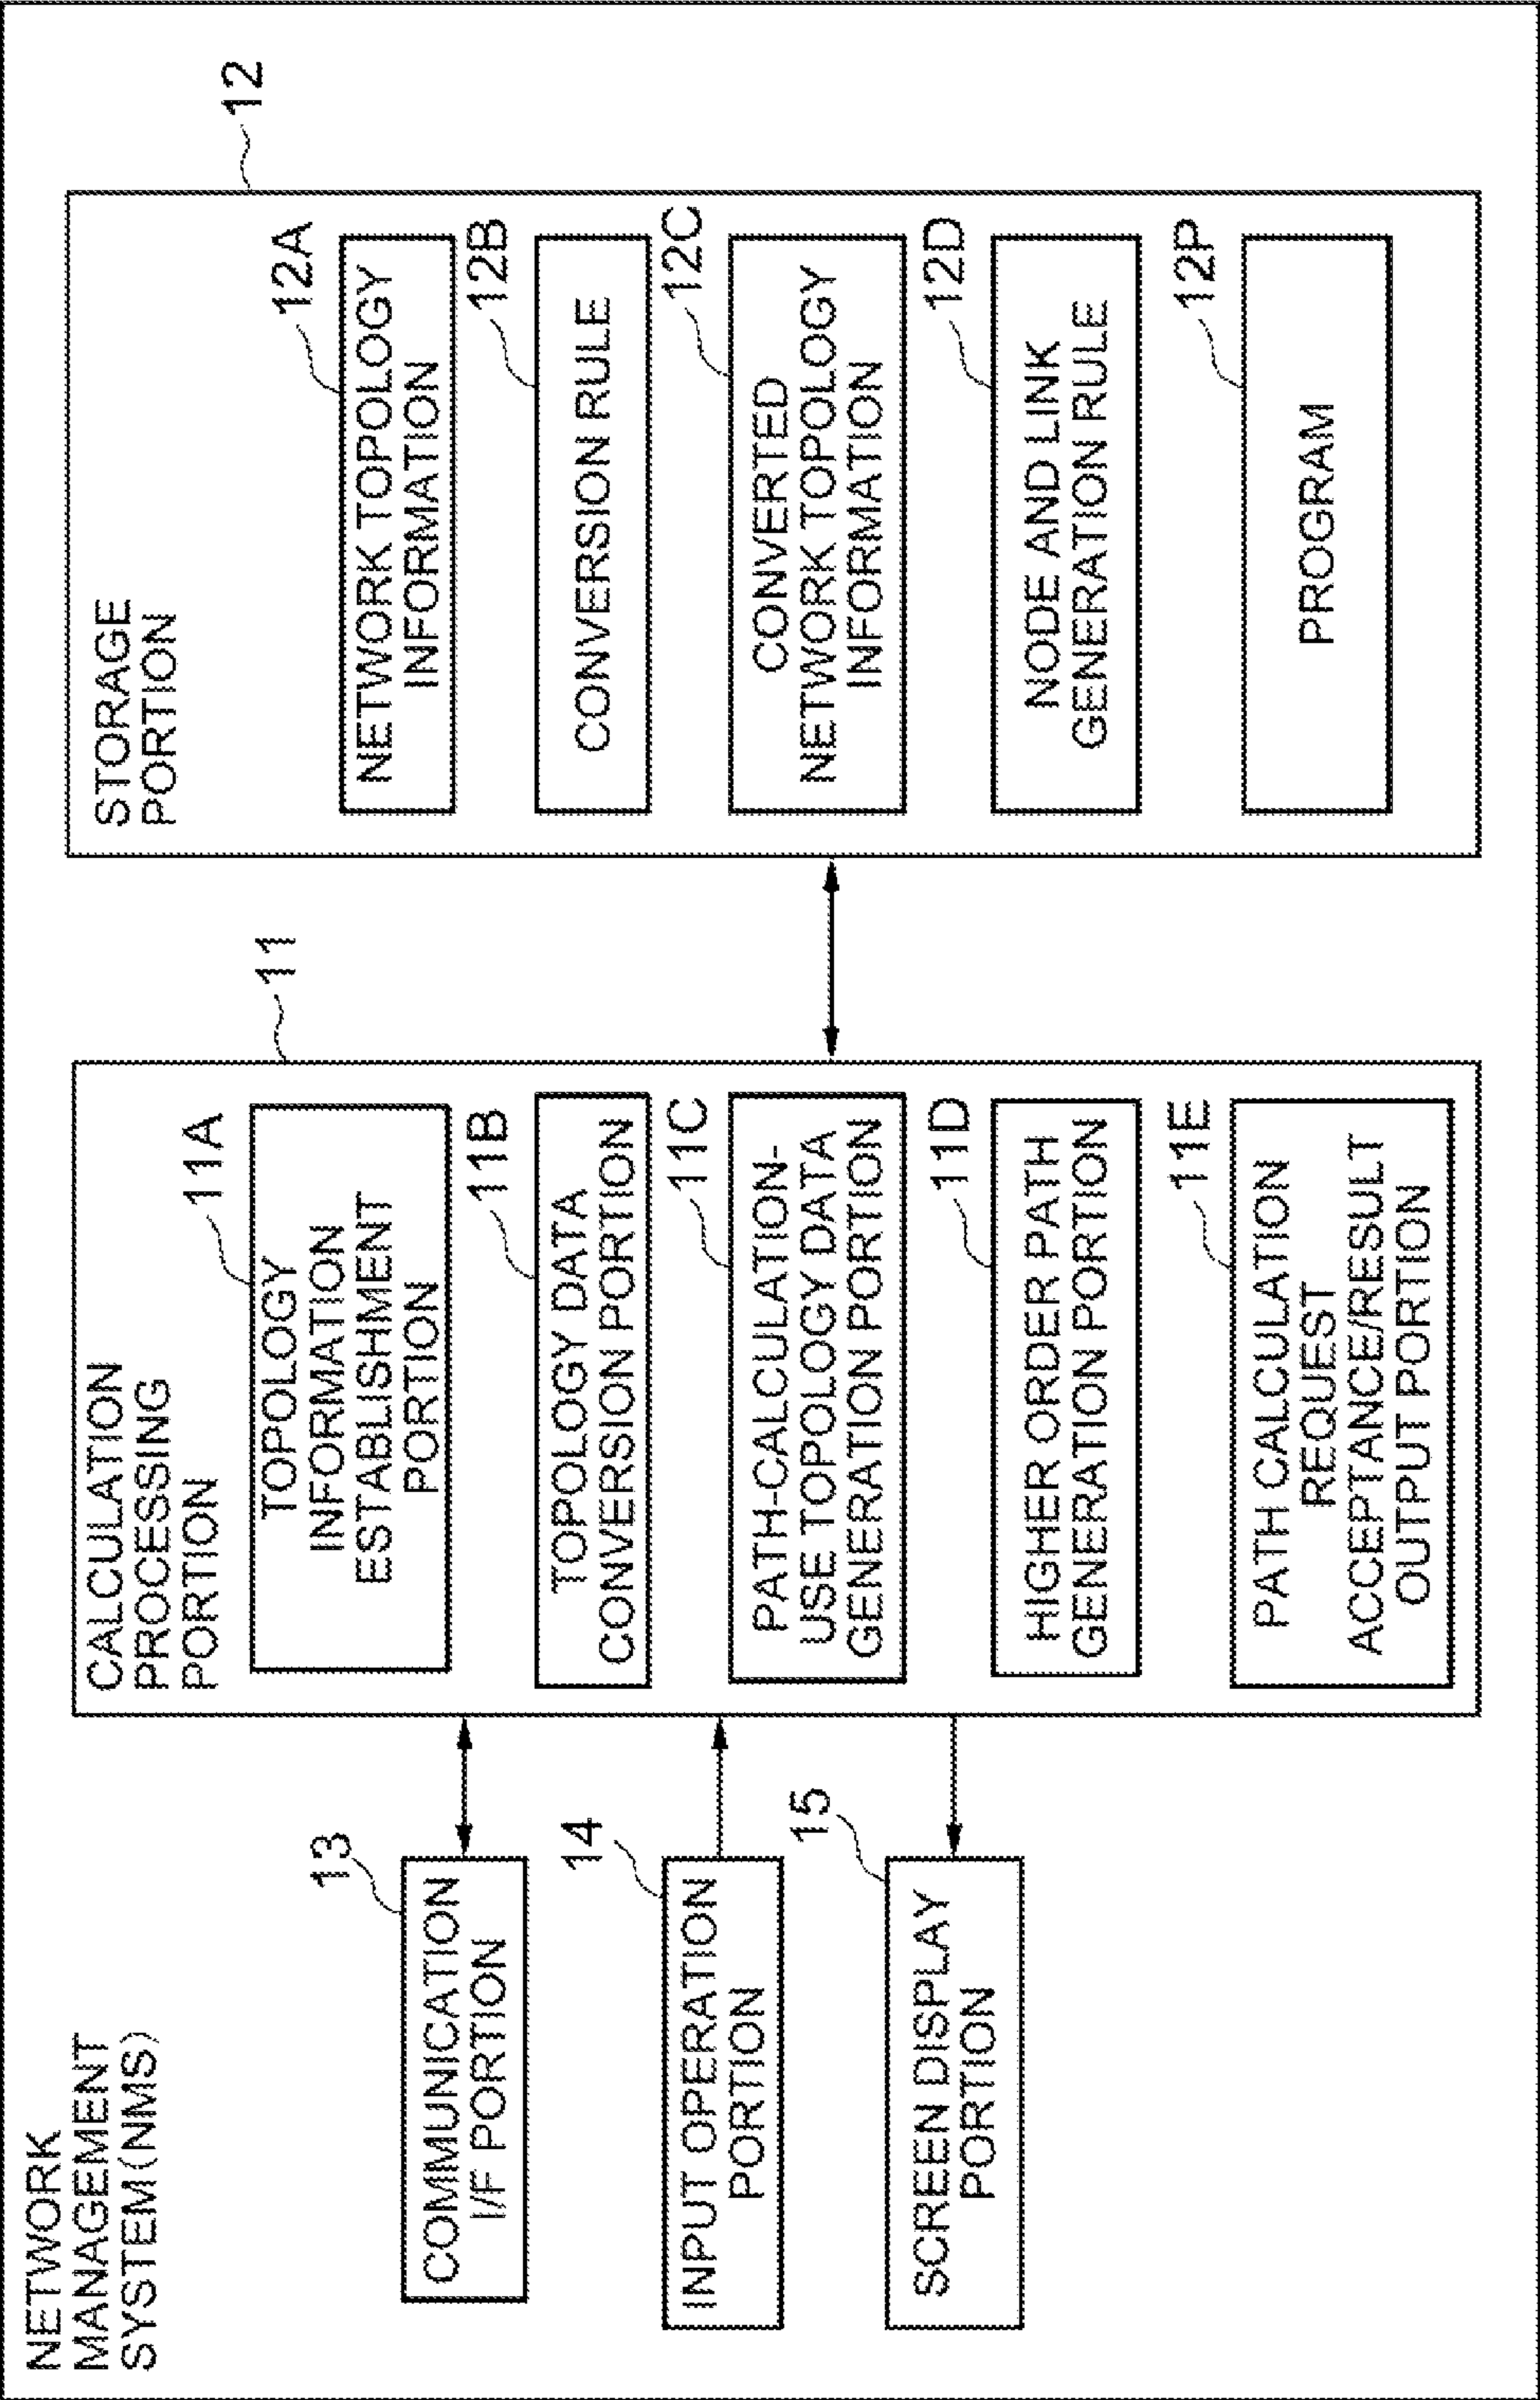 NETWORK
MANAGEMENT
SYSTEM(NMS)
13
COMMUNICATION
I/F PORTION
14
INPUT OPERATION
PORTION
15
SCREEN DISPLAY
PORTION
11
CALCULATION
PROCESSING
PORTION
11A
TOPOLOGY
INFORMATION
ESTABLISHMENT
PORTION
11B
TOPOLOGY DATA
CONVERSION PORTION
11C
PATH-CALCULATION-
USE TOPOLOGY DATA
GENERATION PORTION
11D
HIGHER ORDER PATH
GENERATION PORTION
11E
PATH CALCULATION
REQUEST
ACCEPTANCE/RESULT
OUTPUT PORTION
12
STORAGE
PORTION
12A
NETWORK TOPOLOGY
INFORMATION
12B
CONVERSION RULE
12C
CONVERTED
NETWORK TOPOLOGY
INFORMATION
12D
NODE AND LINK
GENERATION RULE
12P
PROGRAM